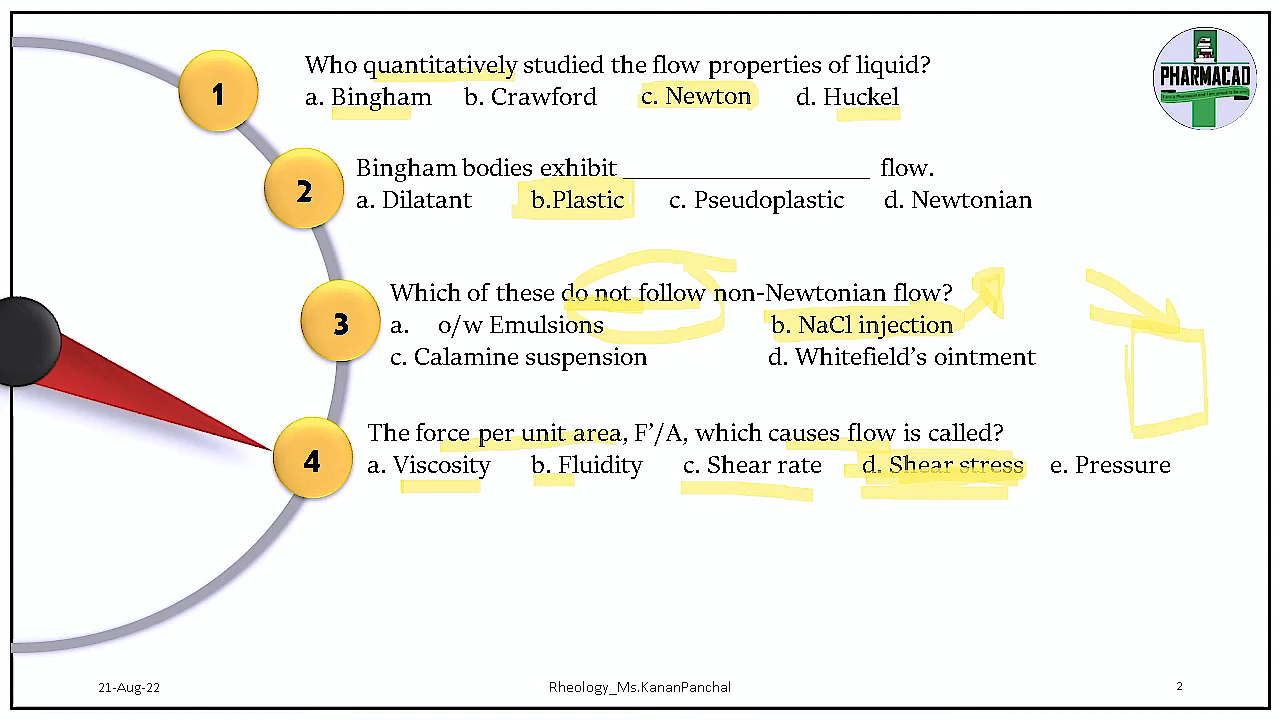 1
Who quantitatively studied the flow properties of liquid?
a. Bingham b. Crawford c. Newton d. Huckel
PHARMACAD
2
Bingham bodies exhibit ____________________ flow.
a. Dilatant b.Plastic c. Pseudoplastic d. Newtonian
3
Which of these do not follow non-Newtonian flow?
a. o/w Emulsions b. NaCl injection
c. Calamine suspension d. Whitefield’s ointment
4
The force per unit area, F’/A, which causes flow is called?
a. Viscosity b. Fluidity c. Shear rate d. Shear stress e. Pressure
21-Aug-22 Rheology_Ms.KananPanchal 2